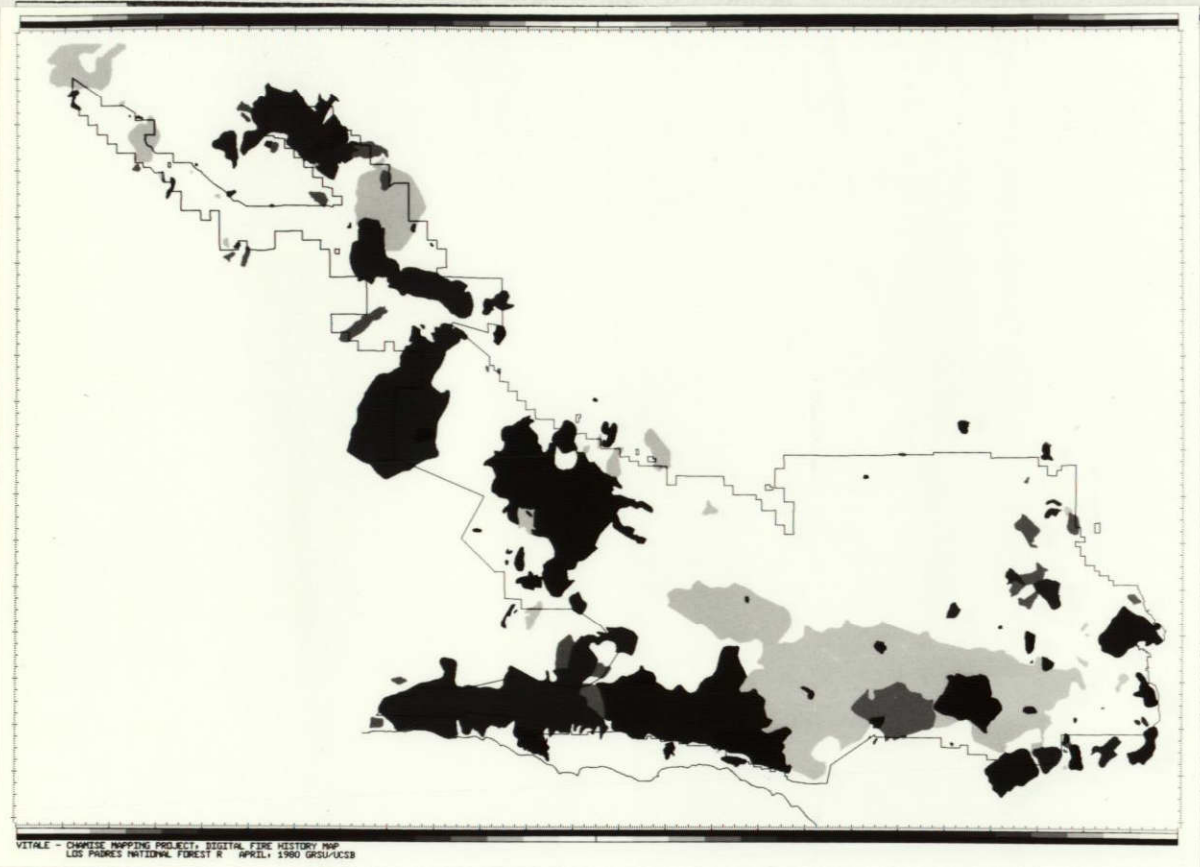 VITALE - CHAMISE MAPPING PROJECT: DIGITAL FIRE HISTORY MAP
LOS PADRES NATIONAL FOREST R APRIL, 1980 GRSU/UCSB